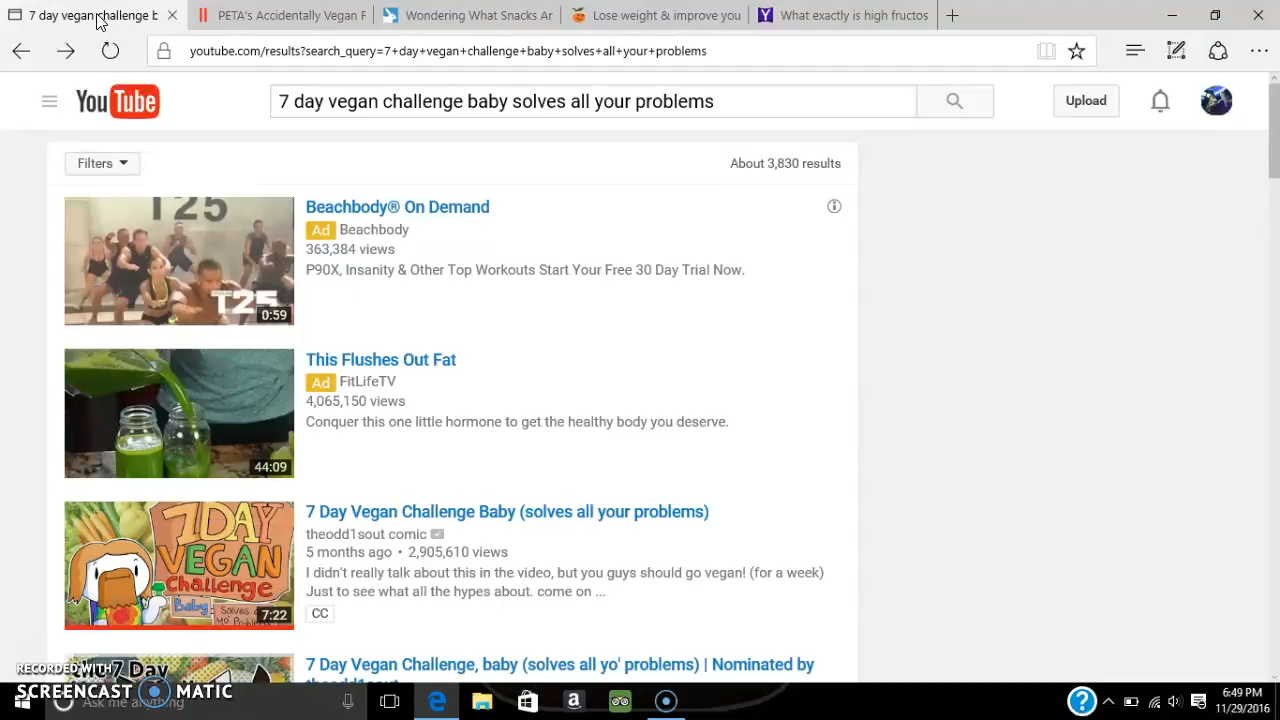 7 day vegan challenge b
PETA's Accidentally Vegan F
Wondering What Snacks Ar
Lose weight & improve you
What exactly is high fructos
youtube.com/results?search_query=7+day+vegan+challenge+baby+solves+all+your+problems
YouTube
7 day vegan challenge baby solves all your problems
Upload
Filters
About 3,830 results
T25
T25
0:59
Beachbody® On Demand
Ad Beachbody
363,384 views
P90X, Insanity & Other Top Workouts Start Your Free 30 Day Trial Now.
44:09
This Flushes Out Fat
Ad FitLifeTV
4,065,150 views
Conquer this one little hormone to get the healthy body you deserve.
7 DAY
VEGAN
Challenge
Baby
7:22
7 Day Vegan Challenge Baby (solves all your problems)
theodd1sout comic
5 months ago • 2,905,610 views
I didn't really talk about this in the video, but you guys should go vegan! (for a week)
Just to see what all the hypes about. come on ...
CC
7 Day
7 Day Vegan Challenge, baby (solves all yo' problems) | Nominated by
theodd1sout
RECORDED WITH
SCREENCAST MATIC
Ask me anything
6:49 PM
11/29/2016